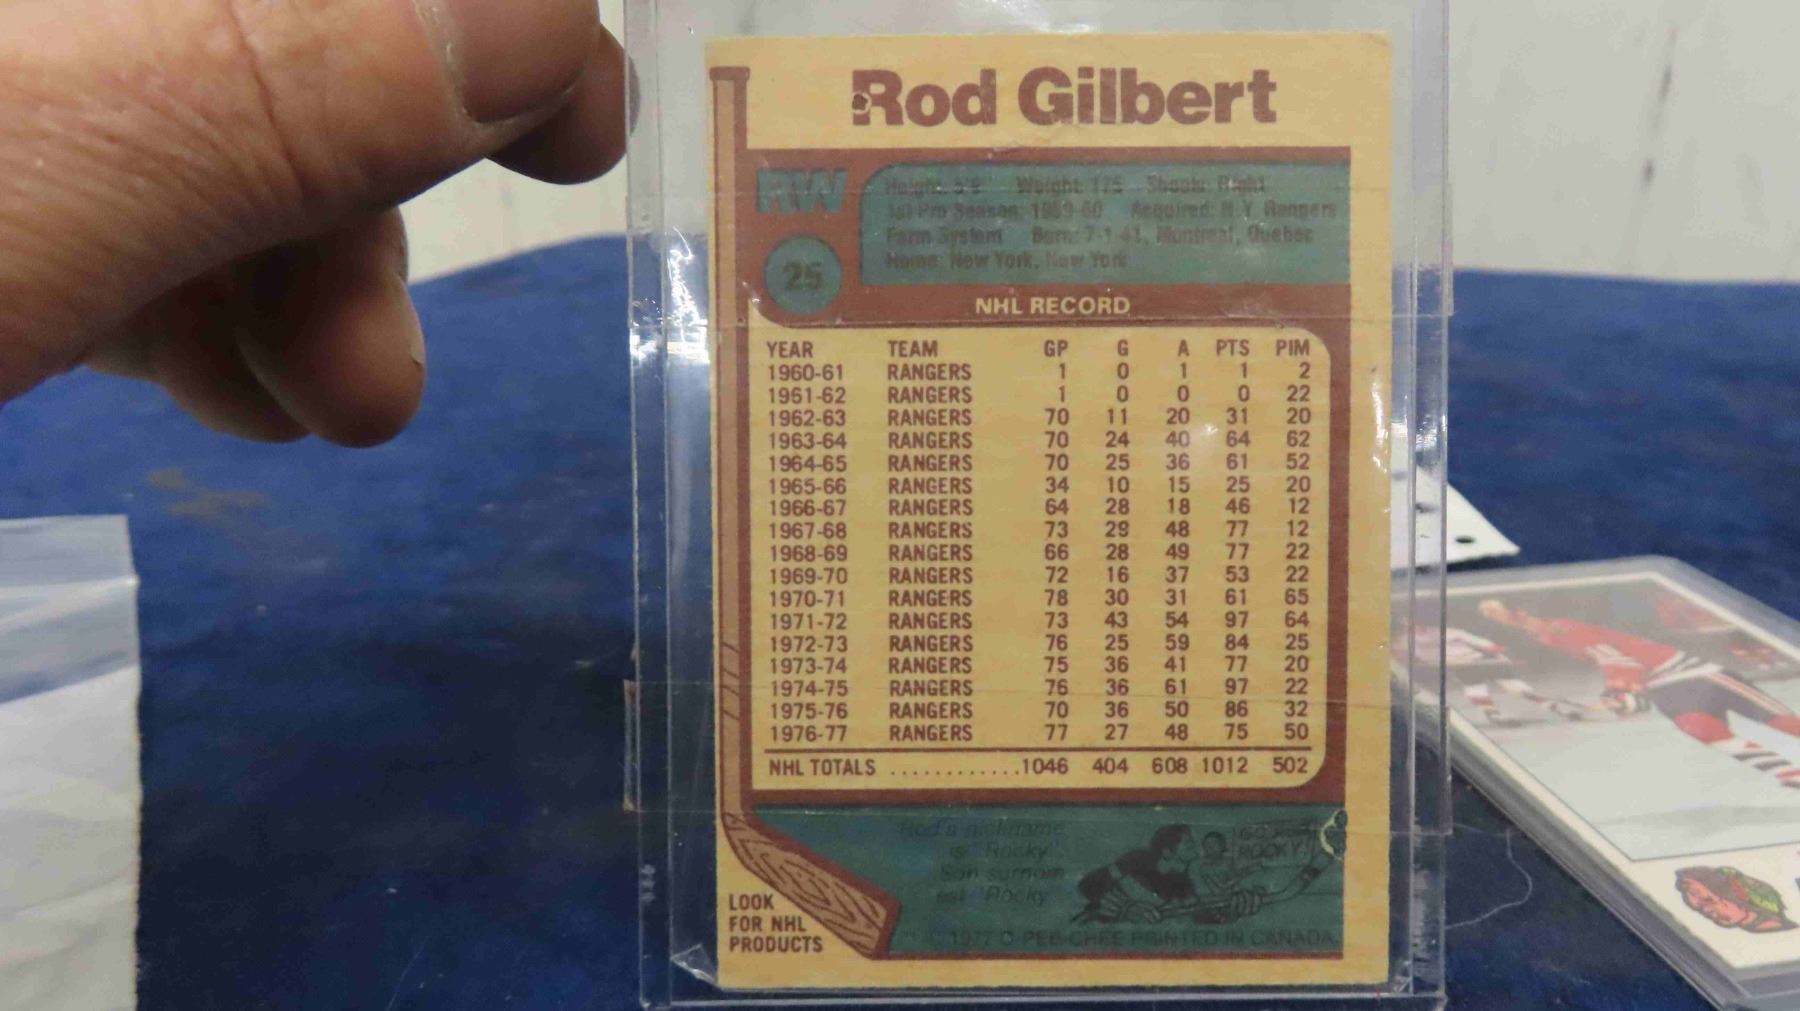 Rod Gilbert
RW
Height: 5'9" Weight: 175 Shoots: Right
1st Pro Season: 1959-60 Acquired: N.Y. Rangers
Farm System Born: 7-1-41, Montreal, Quebec
Home: New York, New York
25
NHL RECORD
YEAR TEAM GP G A PTS PIM
1960-61 RANGERS 1 0 1 1 2
1961-62 RANGERS 1 0 0 0 22
1962-63 RANGERS 70 11 20 31 20
1963-64 RANGERS 70 24 40 64 62
1964-65 RANGERS 70 25 36 61 52
1965-66 RANGERS 34 10 15 25 20
1966-67 RANGERS 64 28 18 46 12
1967-68 RANGERS 73 29 48 77 12
1968-69 RANGERS 66 28 49 77 22
1969-70 RANGERS 72 16 37 53 22
1970-71 RANGERS 78 30 31 61 65
1971-72 RANGERS 73 43 54 97 64
1972-73 RANGERS 76 25 59 84 25
1973-74 RANGERS 75 36 41 77 20
1974-75 RANGERS 76 36 61 97 22
1975-76 RANGERS 70 36 50 86 32
1976-77 RANGERS 77 27 48 75 50
NHL TOTALS ............1046 404 608 1012 502
Rod's nickname
is "Rocky"
Son surnom
est "Rocky"
ROCKY!
LOOK
FOR NHL
PRODUCTS
© 1977 O-PEE-CHEE PRINTED IN CANADA